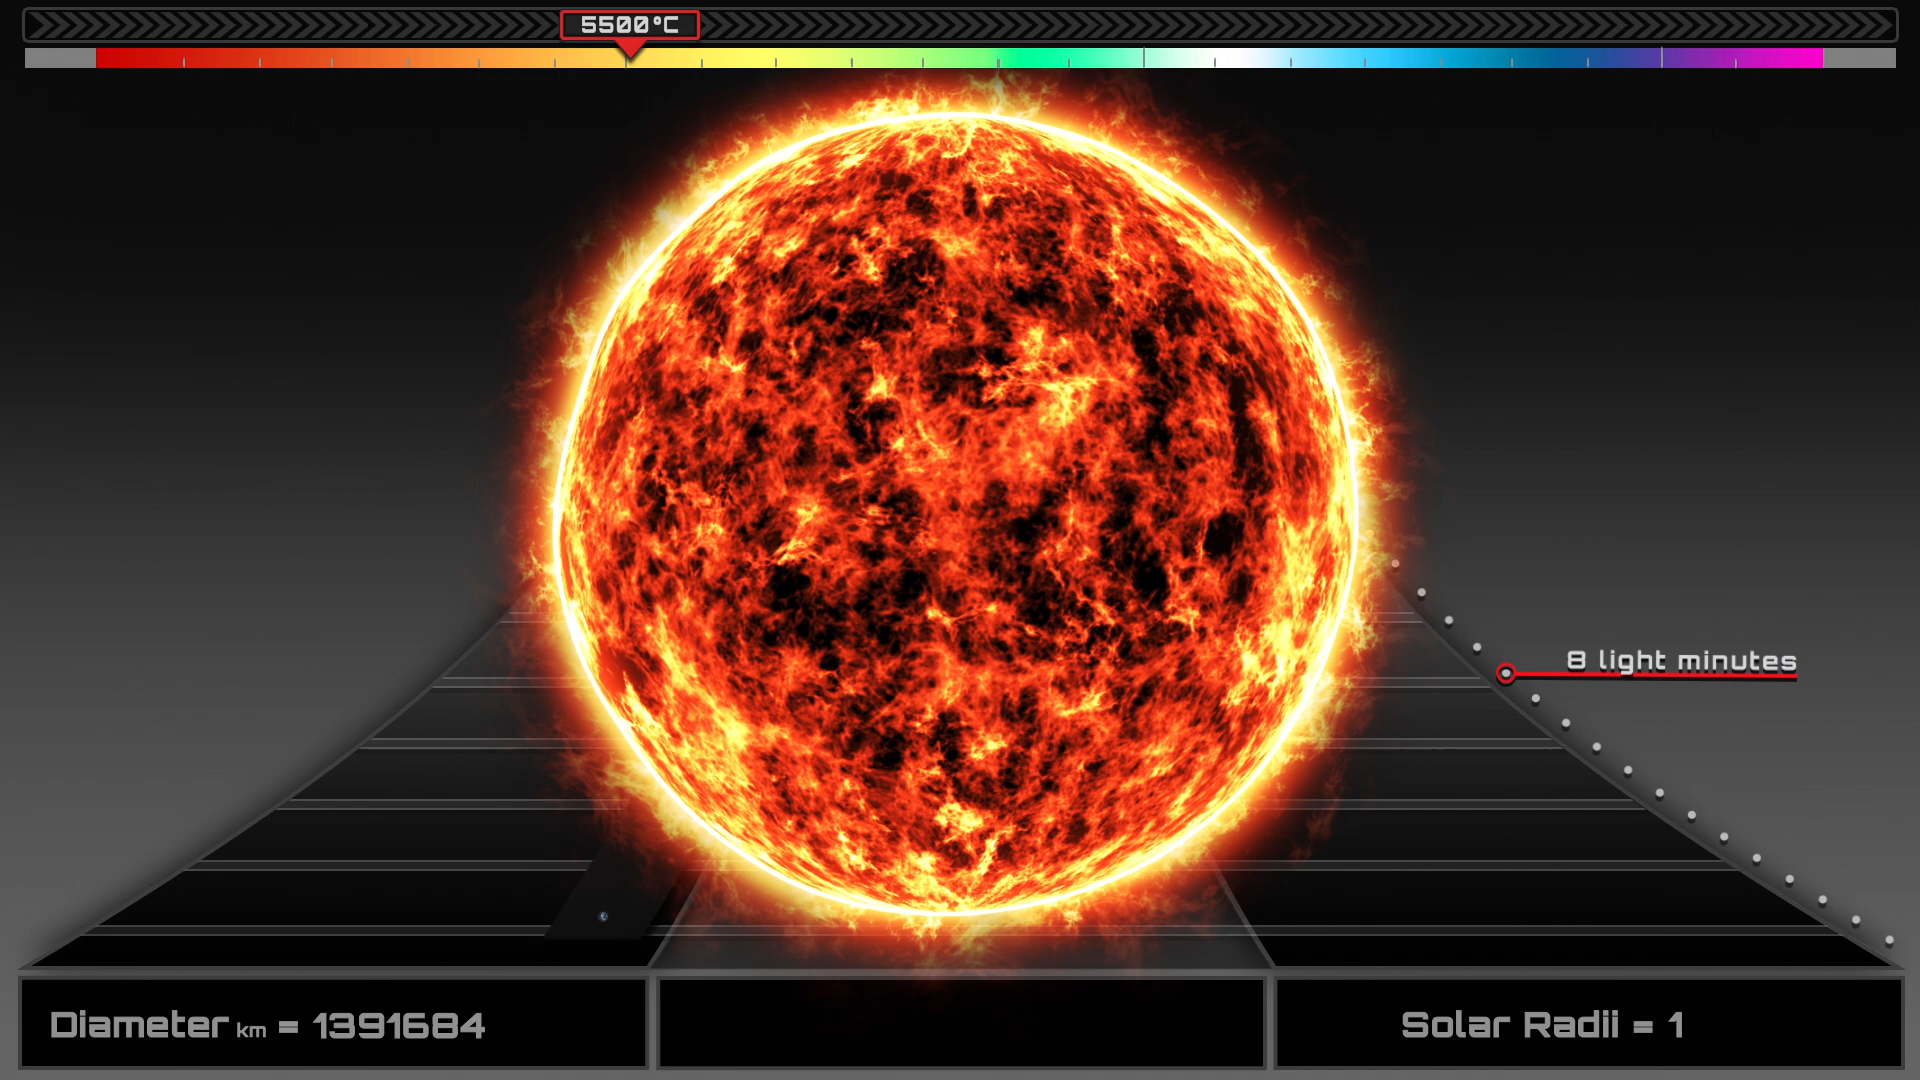 5500°C
8 light minutes
Diameter km = 1391684
Solar Radii = 1